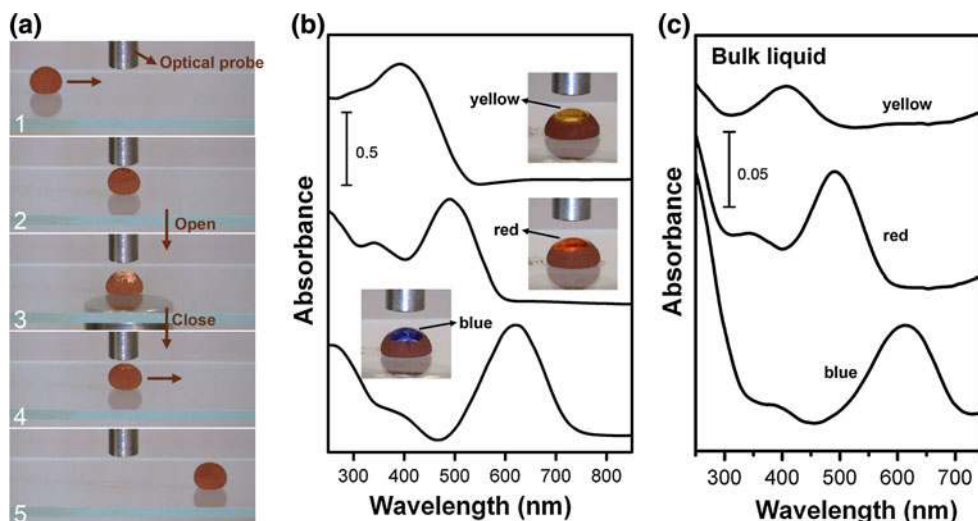 (a)
Optical probe
1
2
Open
3
Close
4
5
(b)
Absorbance
0.5
yellow
red
blue
300 400 500 600 700 800
Wavelength (nm)
(c)
Bulk liquid
Absorbance
0.05
yellow
red
blue
300 400 500 600 700
Wavelength (nm)